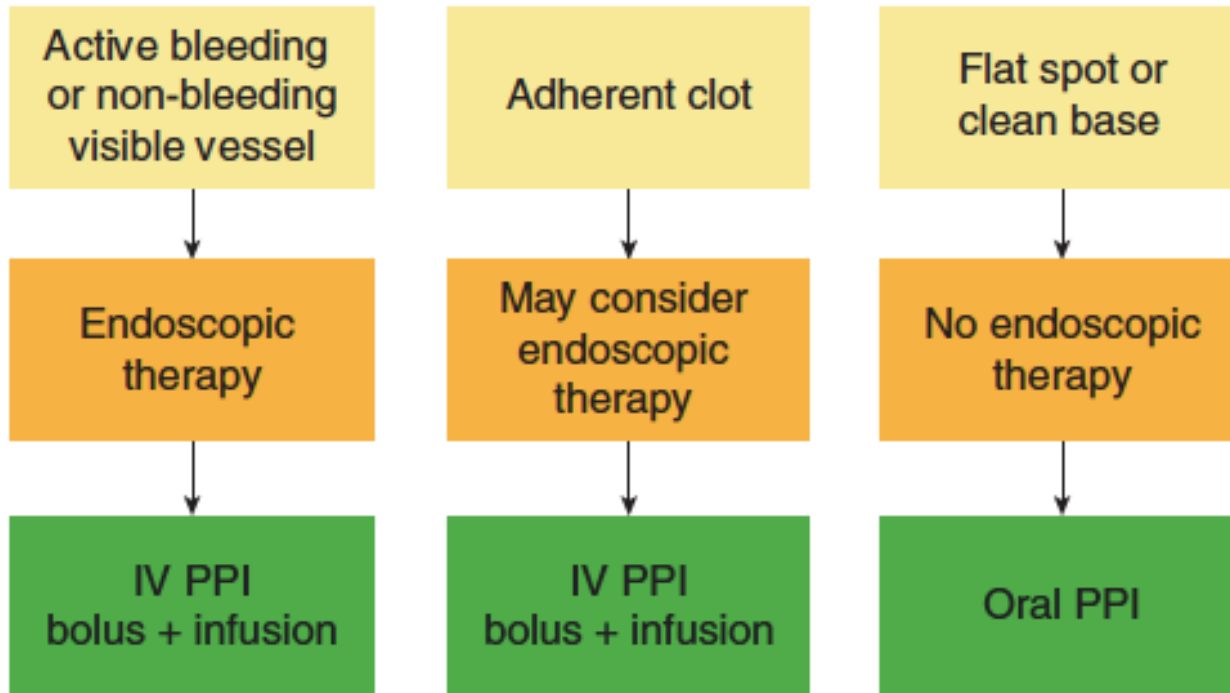 Active bleeding
or non-bleeding
visible vessel
Adherent clot
Flat spot or
clean base
Endoscopic
therapy
May consider
endoscopic
therapy
No endoscopic
therapy
IV PPI
bolus + infusion
IV PPI
bolus + infusion
Oral PPI